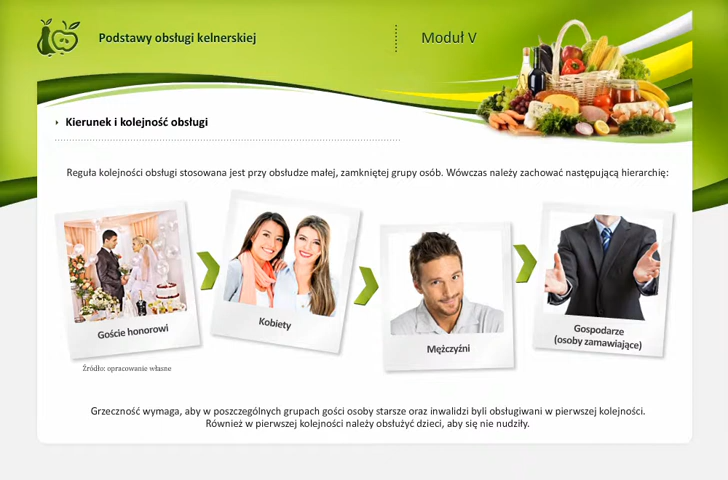 Podstawy obsługi kelnerskiej
Moduł V
Kierunek i kolejność obsługi
Reguła kolejności obsługi stosowana jest przy obsłudze małej, zamkniętej grupy osób. Wówczas należy zachować następującą hierarchię:
Goście honorowi
Kobiety
Mężczyźni
Gospodarze
(osoby zamawiające)
Źródło: opracowanie własne
Grzeczność wymaga, aby w poszczególnych grupach gości osoby starsze oraz inwalidzi byli obsługiwani w pierwszej kolejności.
Również w pierwszej kolejności należy obsłużyć dzieci, aby się nie nudziły.